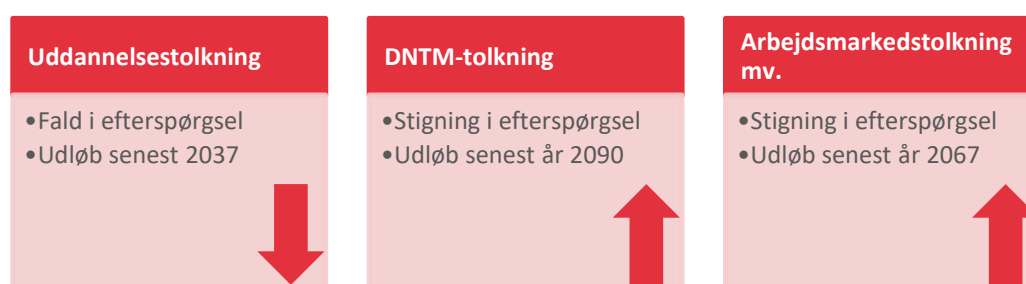 Uddannelsestolkning
•Fald i efterspørgsel
•Udløb senest 2037
DNTM-tolkning
•Stigning i efterspørgsel
•Udløb senest år 2090
Arbejdsmarkedstolkning
mv.
•Stigning i efterspørgsel
•Udløb senest år 2067